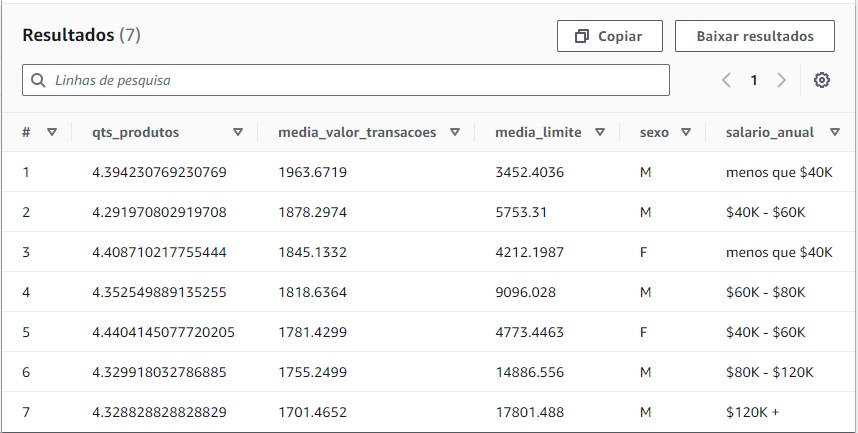 Resultados (7) Copiar Baixar resultados
Linhas de pesquisa 1
# qts_produtos media_valor_transacoes media_limite sexo salario_anual
1 4.394230769230769 1963.6719 3452.4036 M menos que $40K
2 4.291970802919708 1878.2974 5753.31 M $40K - $60K
3 4.408710217755444 1845.1332 4212.1987 F menos que $40K
4 4.352549889135255 1818.6364 9096.028 M $60K - $80K
5 4.4404145077720205 1781.4299 4773.4463 F $40K - $60K
6 4.329918032786885 1755.2499 14886.556 M $80K - $120K
7 4.328828828828829 1701.4652 17801.488 M $120K +